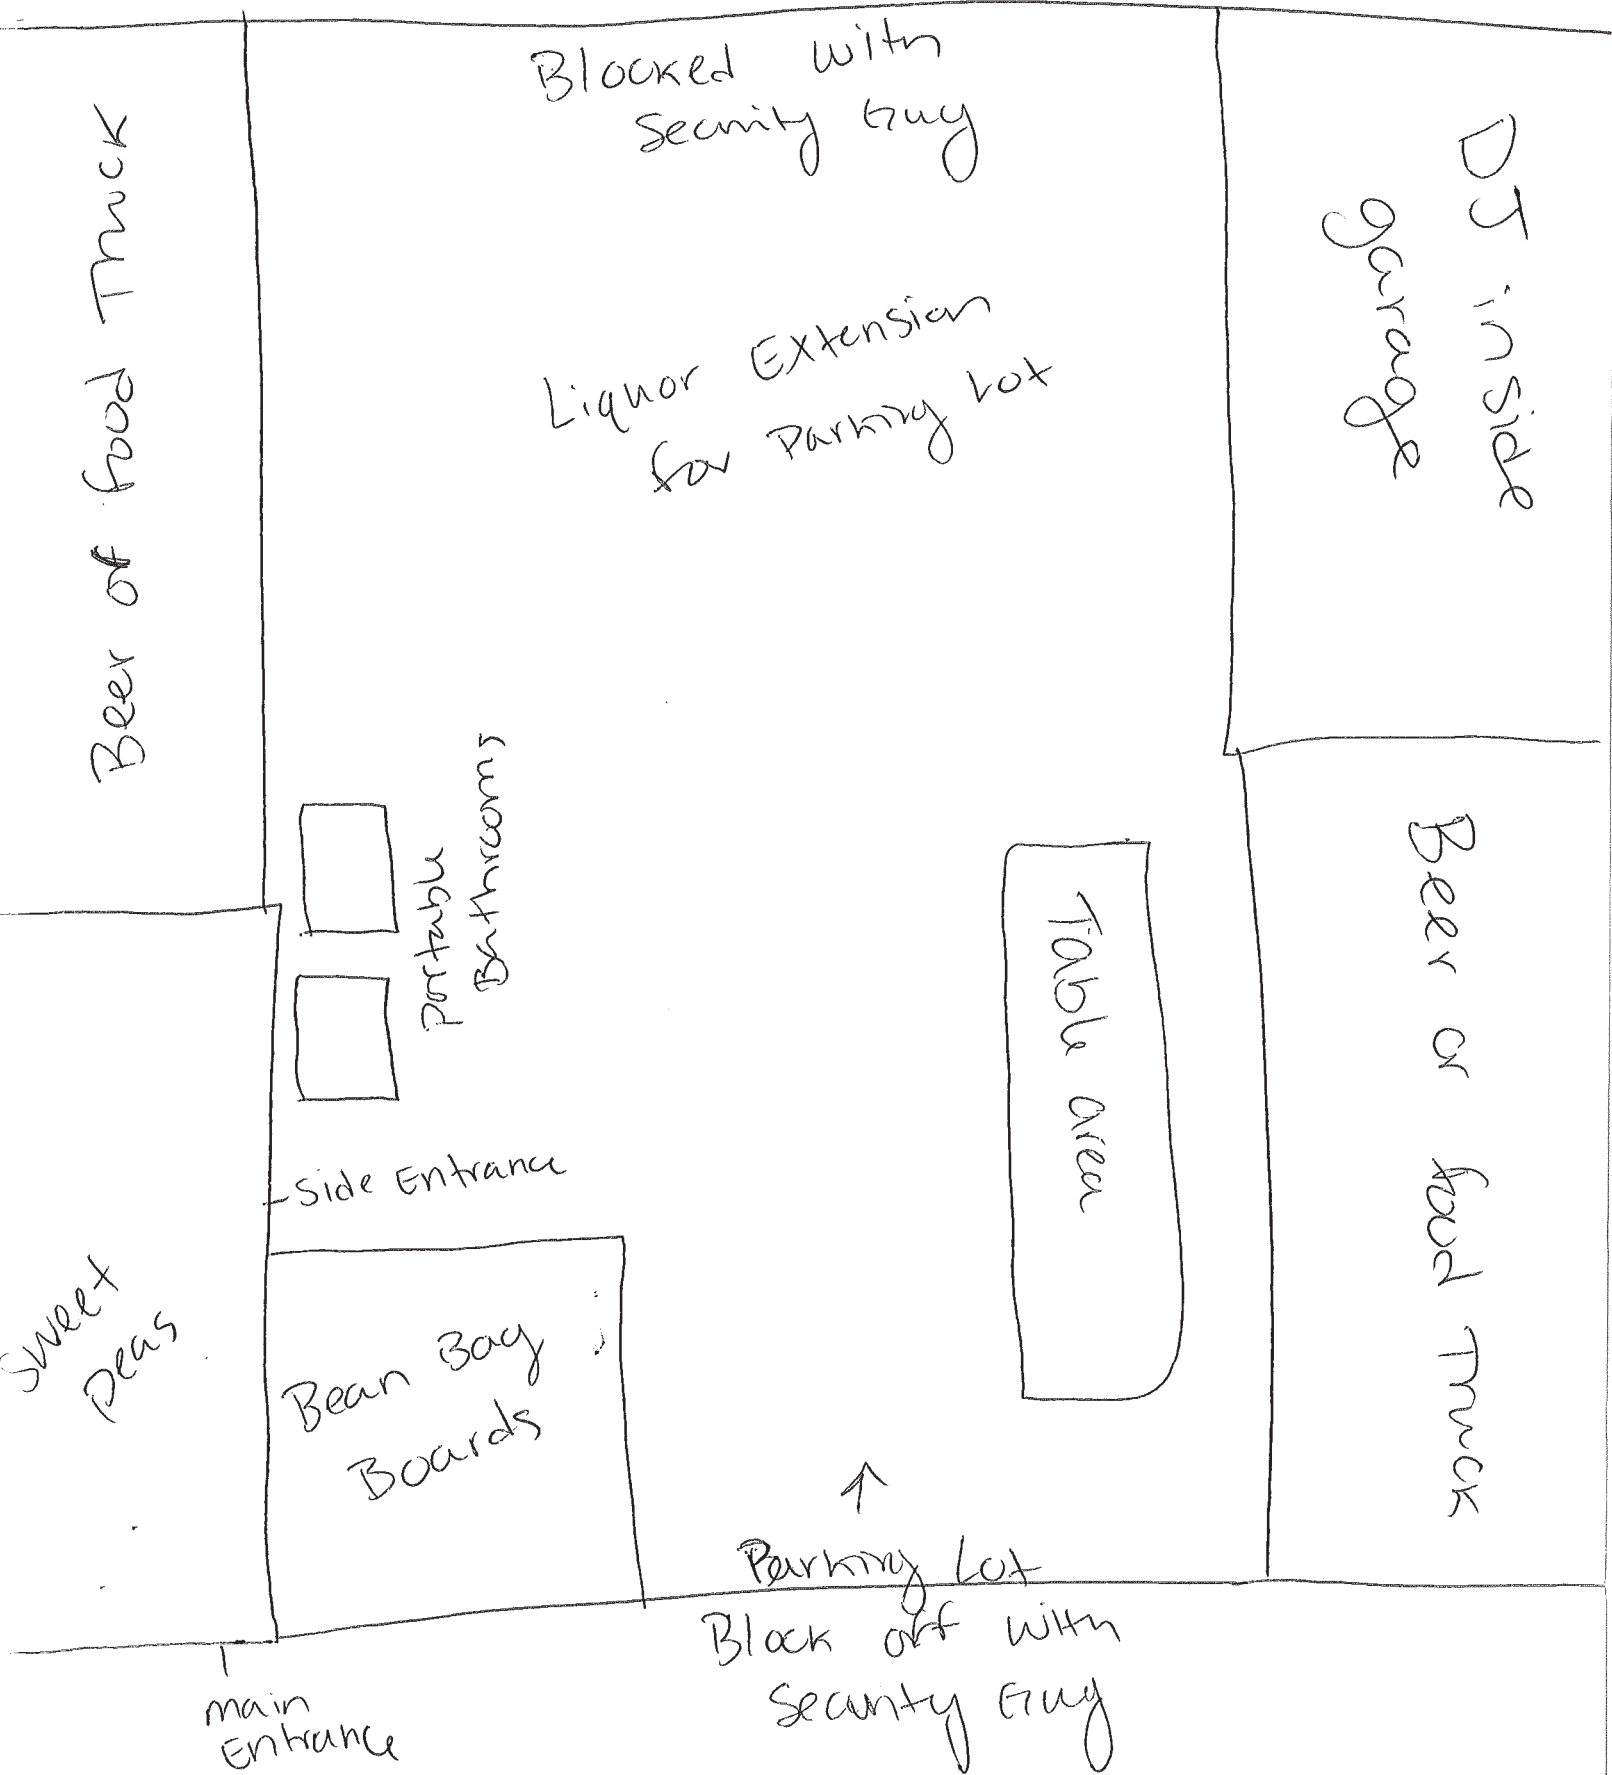 Blocked with
Security Guy
Beer or food Truck
DJ inside
garage
Liquor Extension
for Parking Lot
Portable
Bathrooms
Table area
Beer or food Truck
Side Entrance
Sweet
peas
Bean Bag
Boards
Parking Lot
Block off with
Security Guy
main
Entrance